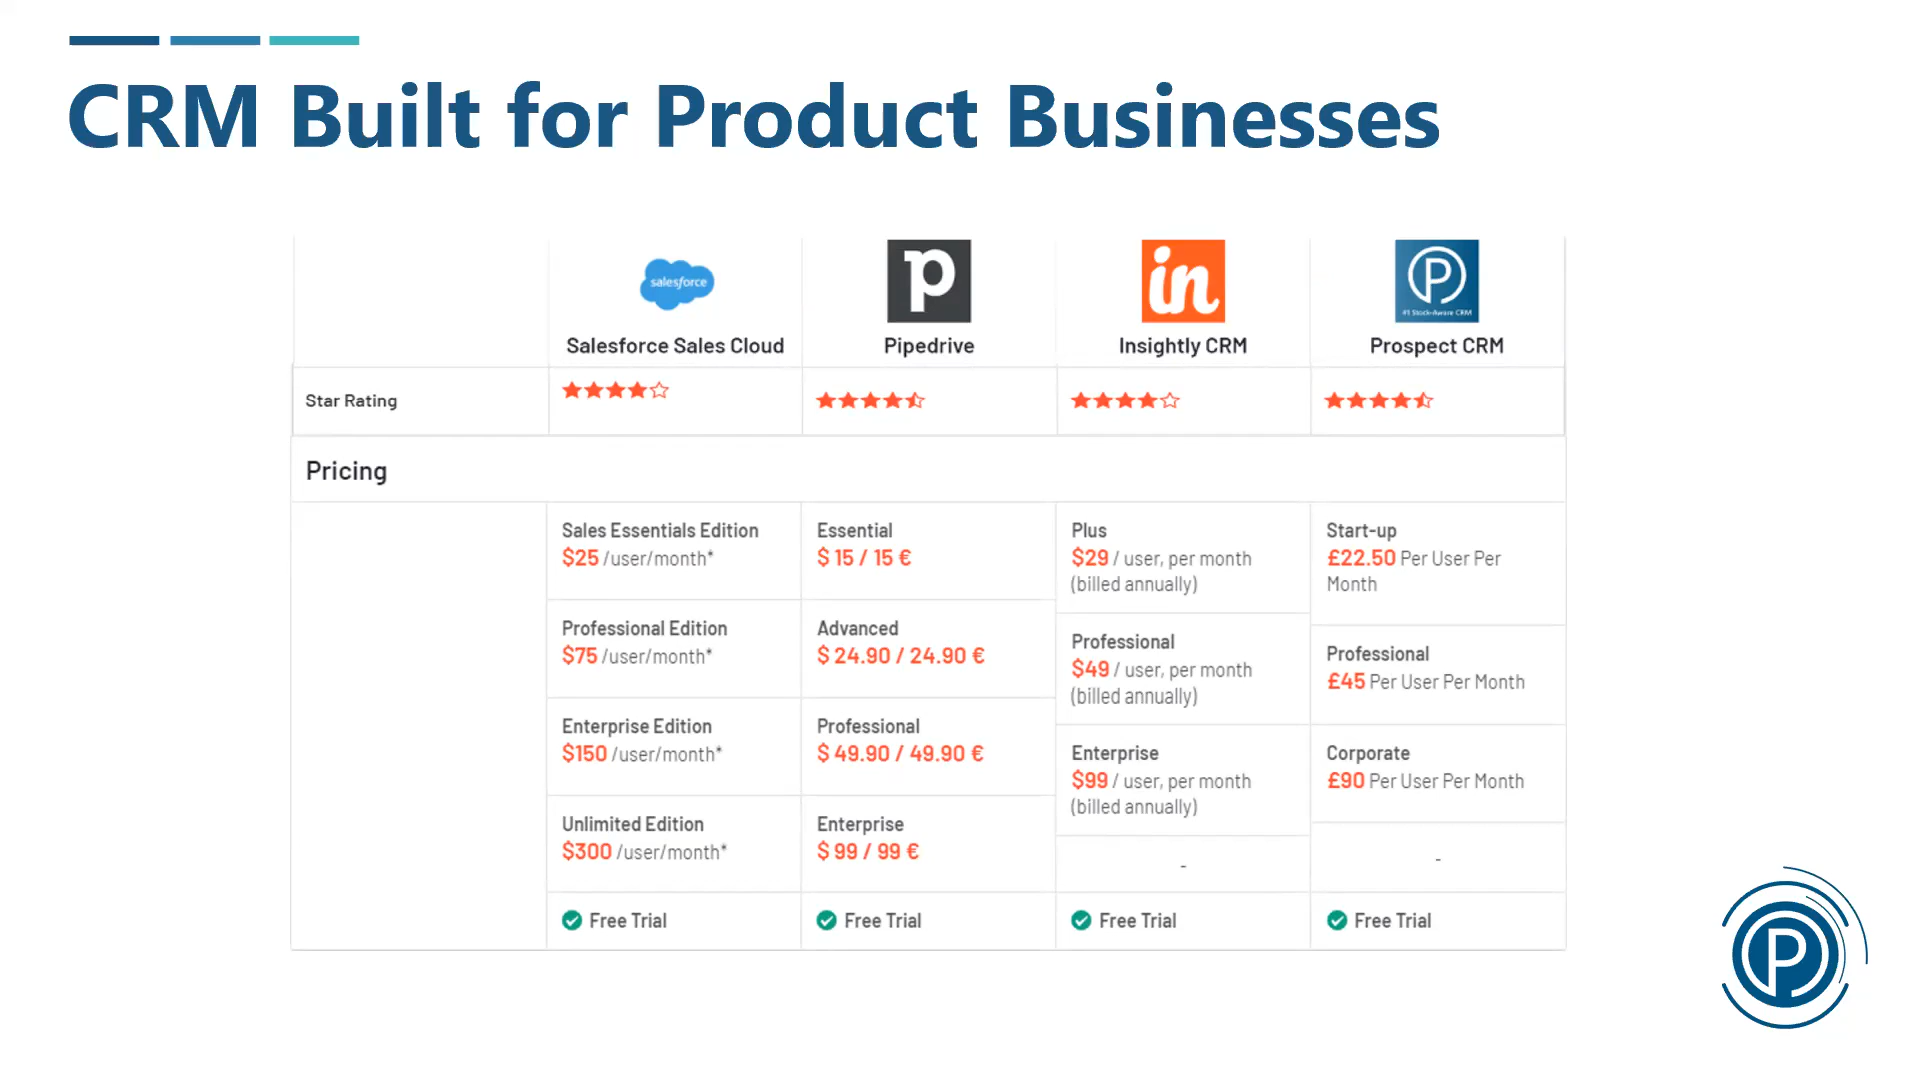 CRM Built for Product Businesses
salesforce
p
in
P
#1 Stock-Aware CRM
Salesforce Sales Cloud
Pipedrive
Insightly CRM
Prospect CRM
Star Rating
Pricing
Sales Essentials Edition
$25 /user/month*
Professional Edition
$75 /user/month*
Enterprise Edition
$150 /user/month*
Unlimited Edition
$300 /user/month*
Free Trial
Essential
$ 15 / 15 €
Advanced
$ 24.90 / 24.90 €
Professional
$ 49.90 / 49.90 €
Enterprise
$ 99 / 99 €
Free Trial
Plus
$29 / user, per month
(billed annually)
Professional
$49 / user, per month
(billed annually)
Enterprise
$99 / user, per month
(billed annually)
-
Free Trial
Start-up
£22.50 Per User Per
Month
Professional
£45 Per User Per Month
Corporate
£90 Per User Per Month
-
Free Trial
P